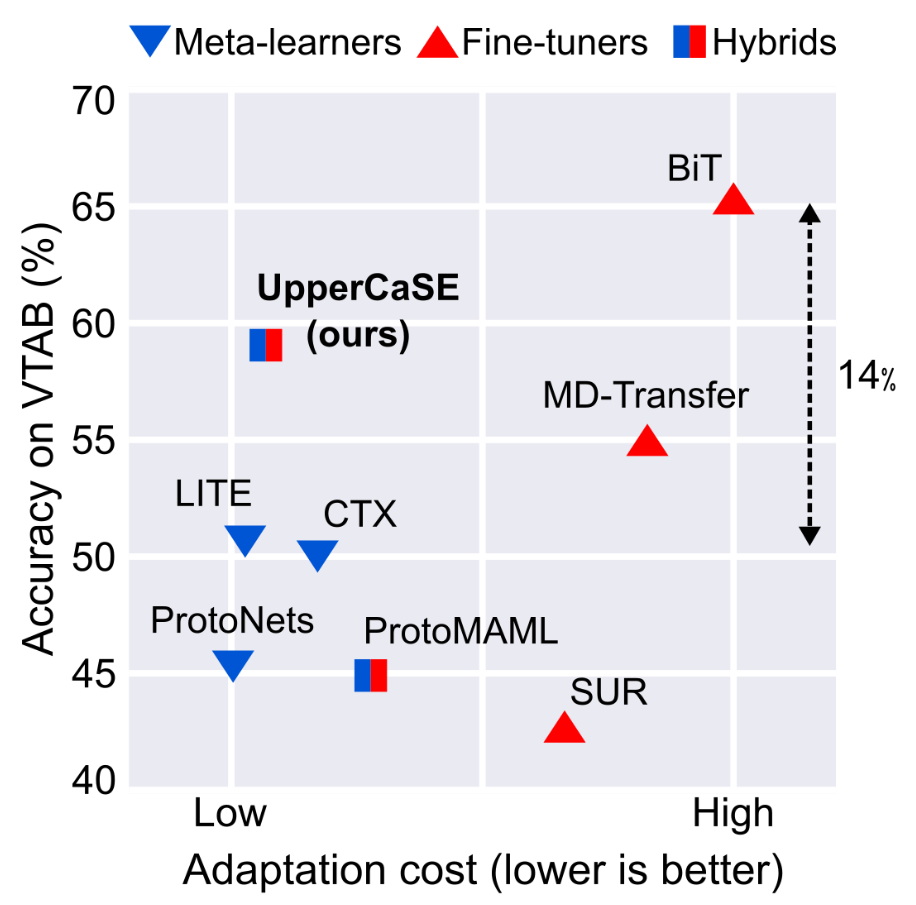 Meta-learners Fine-tuners Hybrids
70
65
60
55
50
45
40
Accuracy on VTAB (%)
BiT
UpperCaSE
(ours)
14%
MD-Transfer
LITE
CTX
ProtoNets
ProtoMAML
SUR
Low High
Adaptation cost (lower is better)